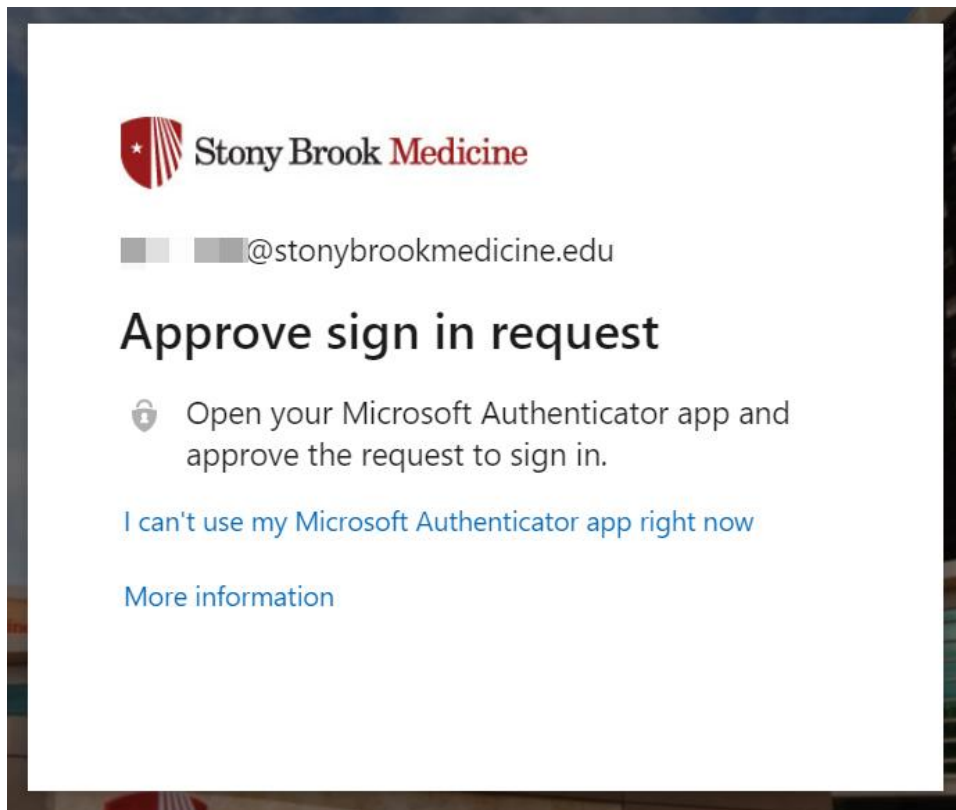 Stony Brook Medicine
@stonybrookmedicine.edu
Approve sign in request
Open your Microsoft Authenticator app and
approve the request to sign in.
I can't use my Microsoft Authenticator app right now
More information